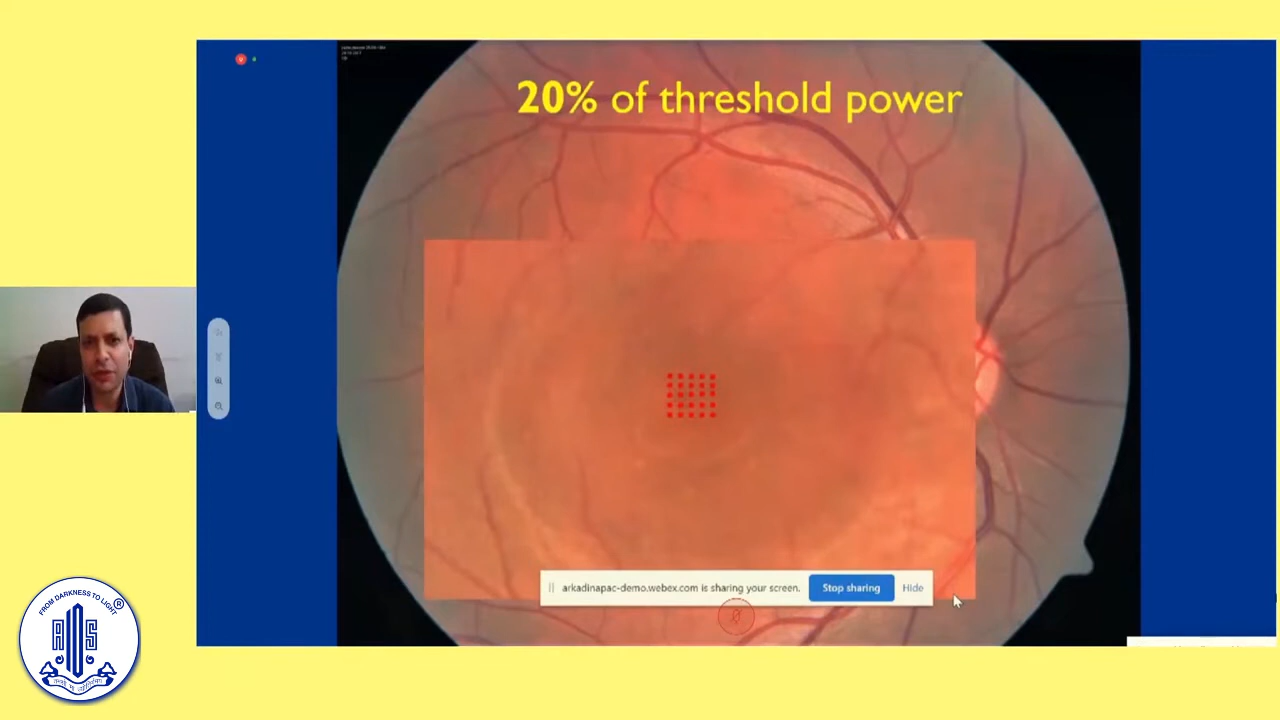 20% of threshold power
arkadinapac-demo.webex.com is sharing your screen.
Stop sharing
Hide
FROM DARKNESS TO LIGHT
®
AIOS